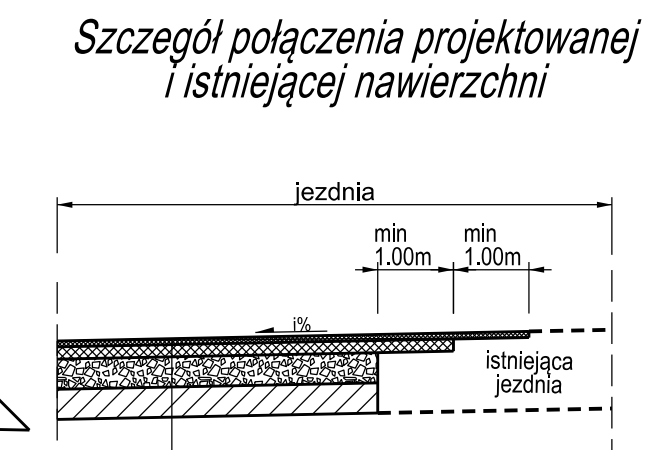 Szczegół połączenia projektowanej
i istniejącej nawierzchni
jezdnia
min
1.00m
min
1.00m
i%
istniejąca
jezdnia